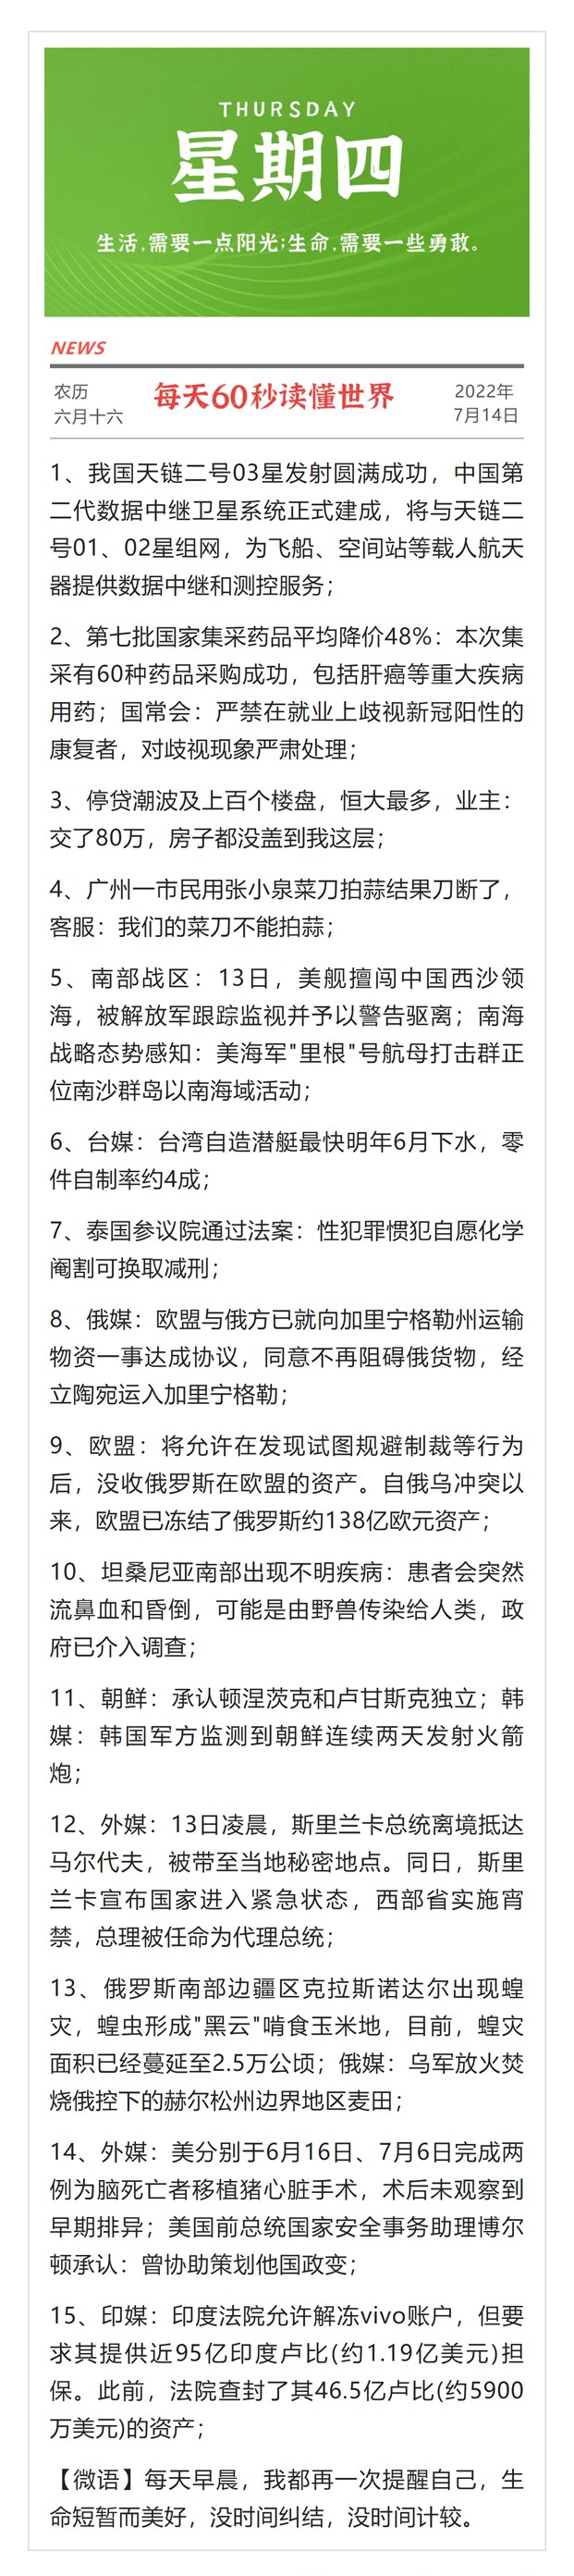 THURSDAY
星期四
生活,需要一点阳光;生命,需要一些勇敢。
NEWS
农历
六月十六
每天60秒读懂世界
2022年
7月14日
1、我国天链二号03星发射圆满成功，中国第
二代数据中继卫星系统正式建成，将与天链二
号01、02星组网，为飞船、空间站等载人航天
器提供数据中继和测控服务；
2、第七批国家集采药品平均降价48%：本次集
采有60种药品采购成功，包括肝癌等重大疾病
用药；国常会：严禁在就业上歧视新冠阳性的
康复者，对歧视现象严肃处理；
3、停贷潮波及上百个楼盘，恒大最多，业主：
交了80万，房子都没盖到我这层；
4、广州一市民用张小泉菜刀拍蒜结果刀断了，
客服：我们的菜刀不能拍蒜；
5、南部战区：13日，美舰擅闯中国西沙领
海，被解放军跟踪监视并予以警告驱离；南海
战略态势感知：美海军"里根"号航母打击群正
位南沙群岛以南海域活动；
6、台媒：台湾自造潜艇最快明年6月下水，零
件自制率约4成；
7、泰国参议院通过法案：性犯罪惯犯自愿化学
阉割可换取减刑；
8、俄媒：欧盟与俄方已就向加里宁格勒州运输
物资一事达成协议，同意不再阻碍俄货物，经
立陶宛运入加里宁格勒；
9、欧盟：将允许在发现试图规避制裁等行为
后，没收俄罗斯在欧盟的资产。自俄乌冲突以
来，欧盟已冻结了俄罗斯约138亿欧元资产；
10、坦桑尼亚南部出现不明疾病：患者会突然
流鼻血和昏倒，可能是由野兽传染给人类，政
府已介入调查；
11、朝鲜：承认顿涅茨克和卢甘斯克独立；韩
媒：韩国军方监测到朝鲜连续两天发射火箭
炮；
12、外媒：13日凌晨，斯里兰卡总统离境抵达
马尔代夫，被带至当地秘密地点。同日，斯里
兰卡宣布国家进入紧急状态，西部省实施宵
禁，总理被任命为代理总统；
13、俄罗斯南部边疆区克拉斯诺达尔出现蝗
灾，蝗虫形成"黑云"啃食玉米地，目前，蝗灾
面积已经蔓延至2.5万公顷；俄媒：乌军放火焚
烧俄控下的赫尔松州边界地区麦田；
14、外媒：美分别于6月16日、7月6日完成两
例为脑死亡者移植猪心脏手术，术后未观察到
早期排异；美国前总统国家安全事务助理博尔
顿承认：曾协助策划他国政变；
15、印媒：印度法院允许解冻vivo账户，但要
求其提供近95亿印度卢比(约1.19亿美元)担
保。此前，法院查封了其46.5亿卢比(约5900
万美元)的资产；
【微语】每天早晨，我都再一次提醒自己，生
命短暂而美好，没时间纠结，没时间计较。